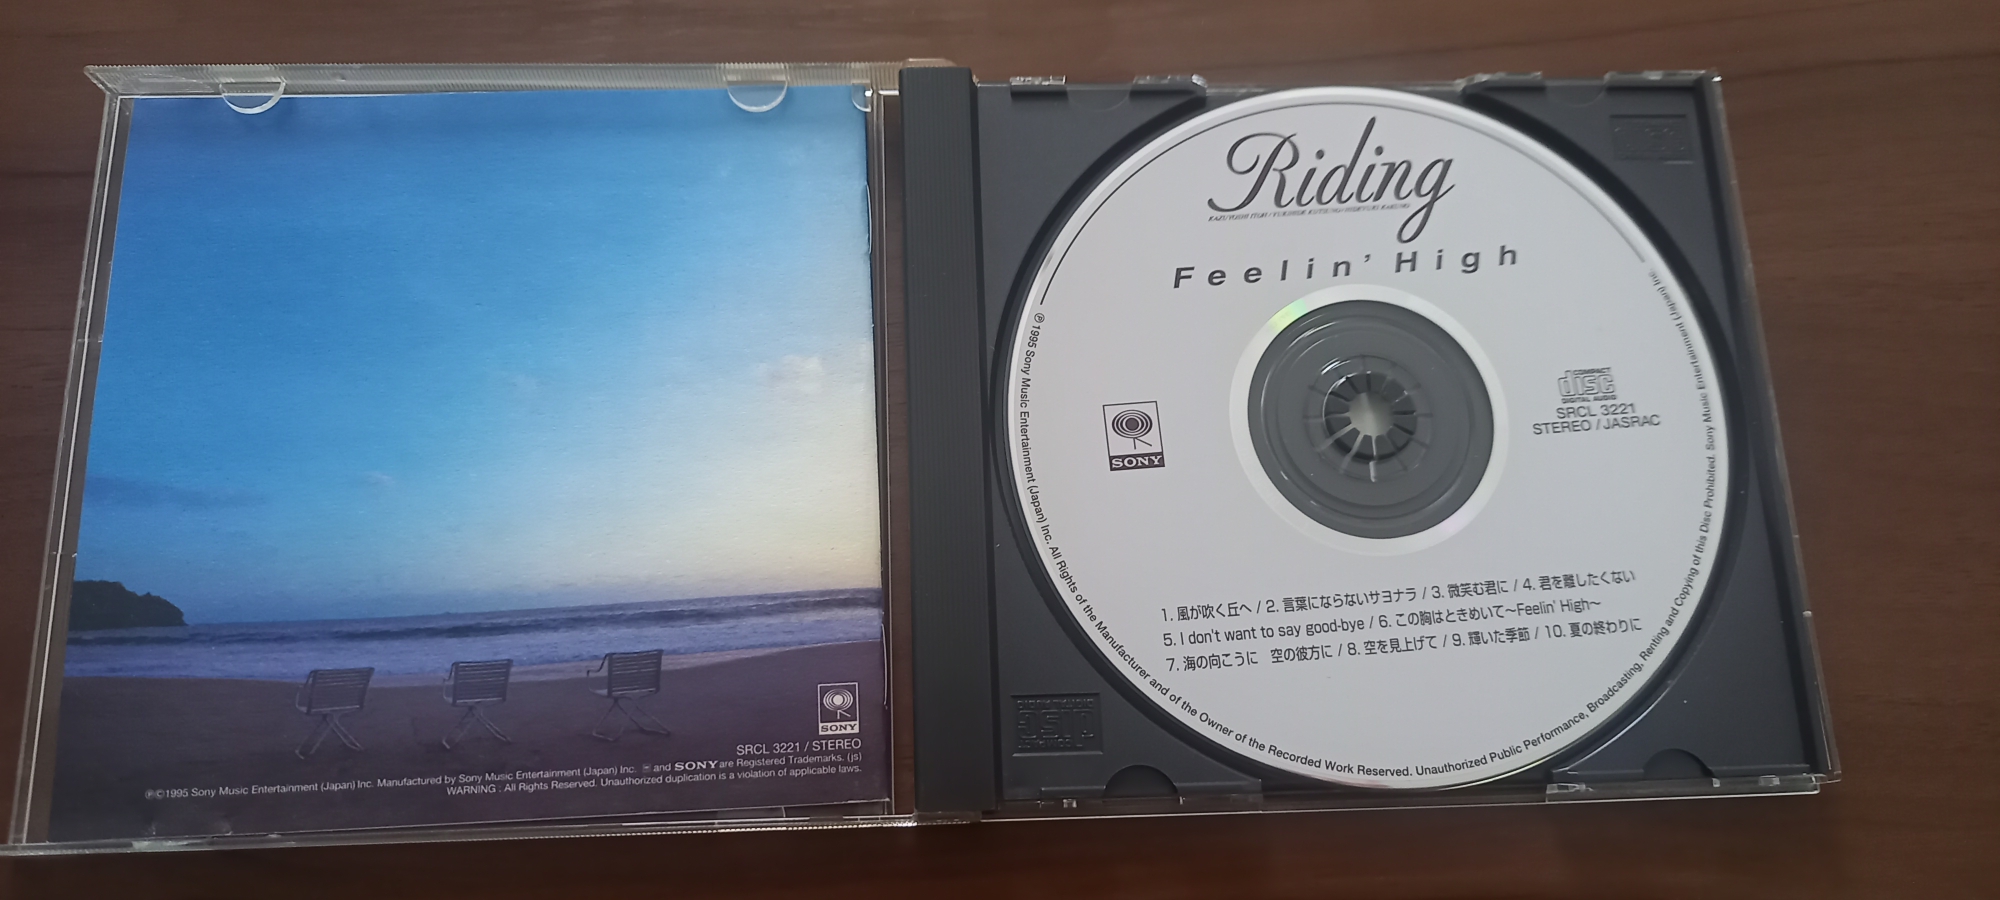 SONY
SRCL 3221 / STEREO
℗©1995 Sony Music Entertainment (Japan) Inc. Manufactured by Sony Music Entertainment (Japan) Inc. and SONY are Registered Trademarks. (js)
WARNING : All Rights Reserved. Unauthorized duplication is a violation of applicable laws.
Riding
Feelin' High
SONY
COMPACT
disc
DIGITAL AUDIO
SRCL 3221
STEREO / JASRAC
1. 風が吹く丘へ / 2. 言葉にならないサヨナラ / 3. 微笑む君に / 4. 君を離したくない
5. I don't want to say good-bye / 6. この胸はときめいて〜Feelin' High〜
7. 海の向こうに 空の彼方に / 8. 空を見上げて / 9. 輝いた季節 / 10. 夏の終わりに
℗1995 Sony Music Entertainment (Japan) Inc. All Rights of the Manufacturer and of the Owner of the Recorded Work Reserved. Unauthorized Public Performance, Broadcasting, Renting and Copying of this Disc Prohibited. Sony Music Entertainment (Japan) Inc.